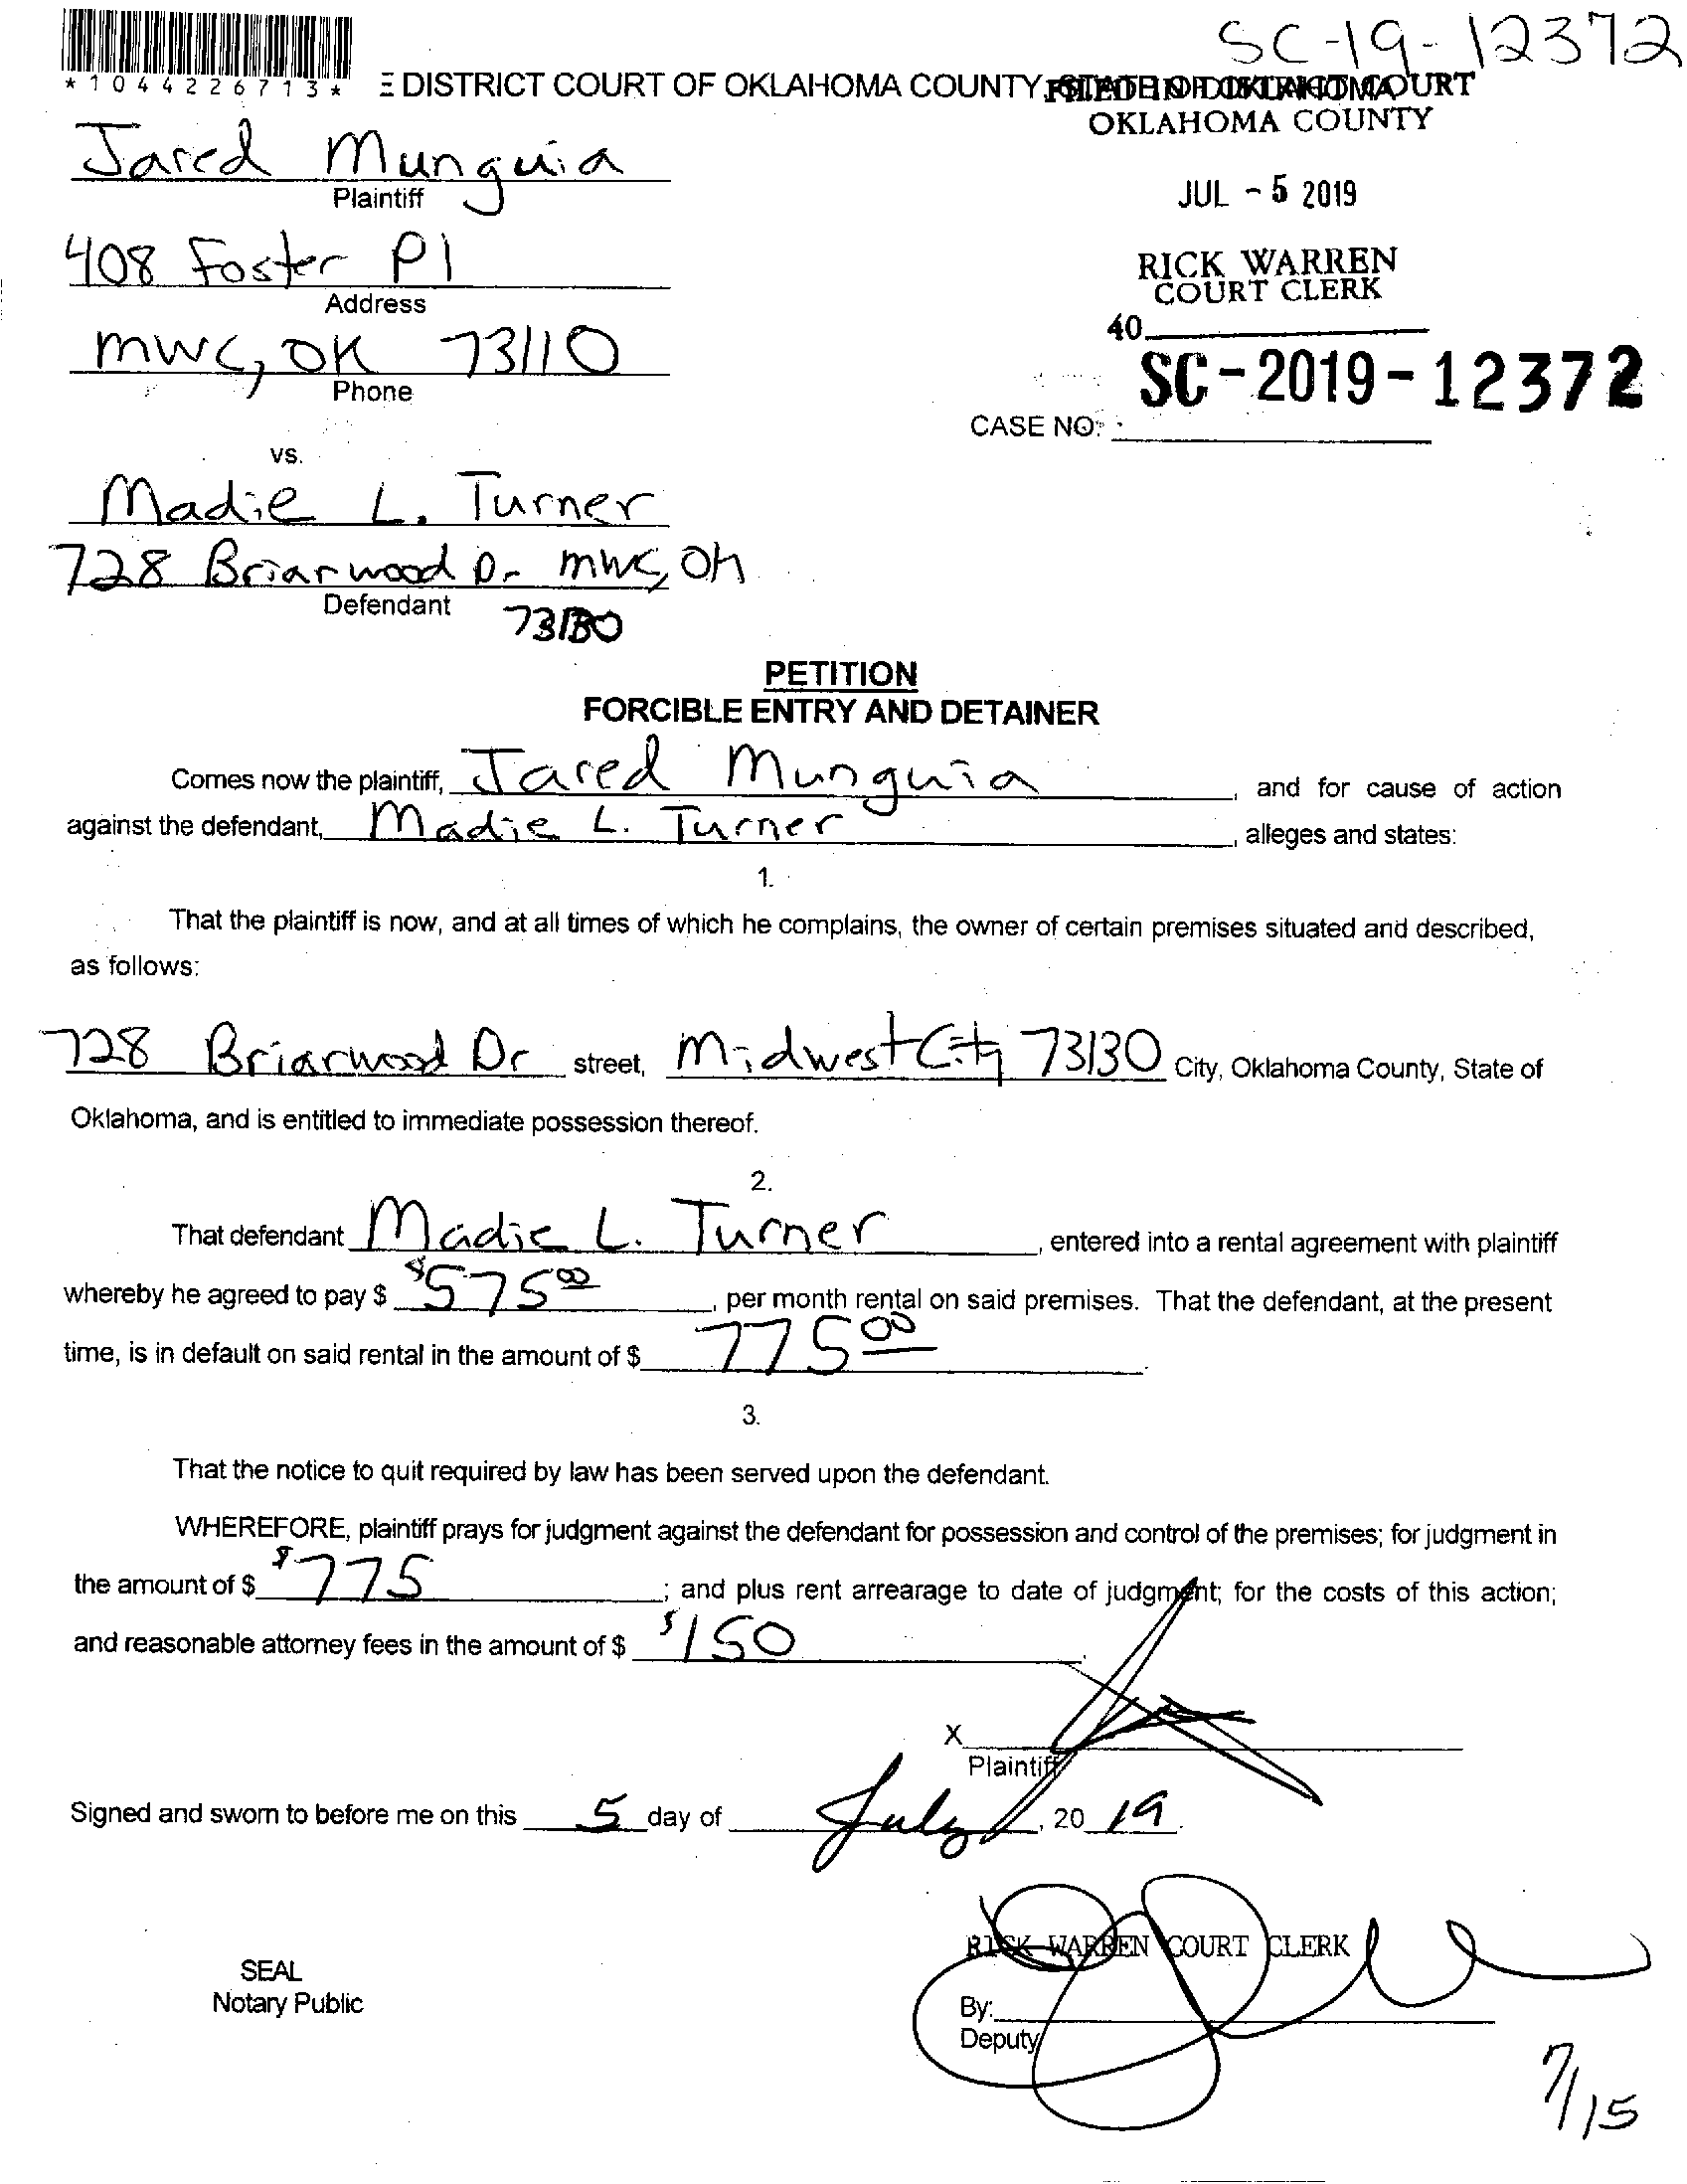 SC-19-12372
*1044226713*
DISTRICT COURT OF OKLAHOMA COUNTY, STATE OF OKLAHOMA
FILED IN DISTRICT COURT
OKLAHOMA COUNTY
Jared Munguia
Plaintiff
JUL - 5 2019
408 Foster Pl
Address
RICK WARREN
COURT CLERK
40
MWC, OK 73110
Phone
SC-2019-12372
CASE NO:
vs.
Madie L. Turner
728 Briarwood Dr MWC, OK
Defendant
73130
PETITION
FORCIBLE ENTRY AND DETAINER
Comes now the plaintiff, Jared Munguia, and for cause of action
against the defendant, Madie L. Turner, alleges and states:
1.
That the plaintiff is now, and at all times of which he complains, the owner of certain premises situated and described,
as follows:
728 Briarwood Dr street, Midwest City 73130 City, Oklahoma County, State of
Oklahoma, and is entitled to immediate possession thereof.
2.
That defendant Madie L. Turner, entered into a rental agreement with plaintiff
whereby he agreed to pay $ $575 00, per month rental on said premises. That the defendant, at the present
time, is in default on said rental in the amount of $ 775 00.
3.
That the notice to quit required by law has been served upon the defendant.
WHEREFORE, plaintiff prays for judgment against the defendant for possession and control of the premises; for judgment in
the amount of $ $775; and plus rent arrearage to date of judgment; for the costs of this action;
and reasonable attorney fees in the amount of $ $150.
X
Plaintiff
Signed and sworn to before me on this 5 day of July, 20 19.
RICK WARREN COURT CLERK
SEAL
Notary Public
By:
Deputy
7/15